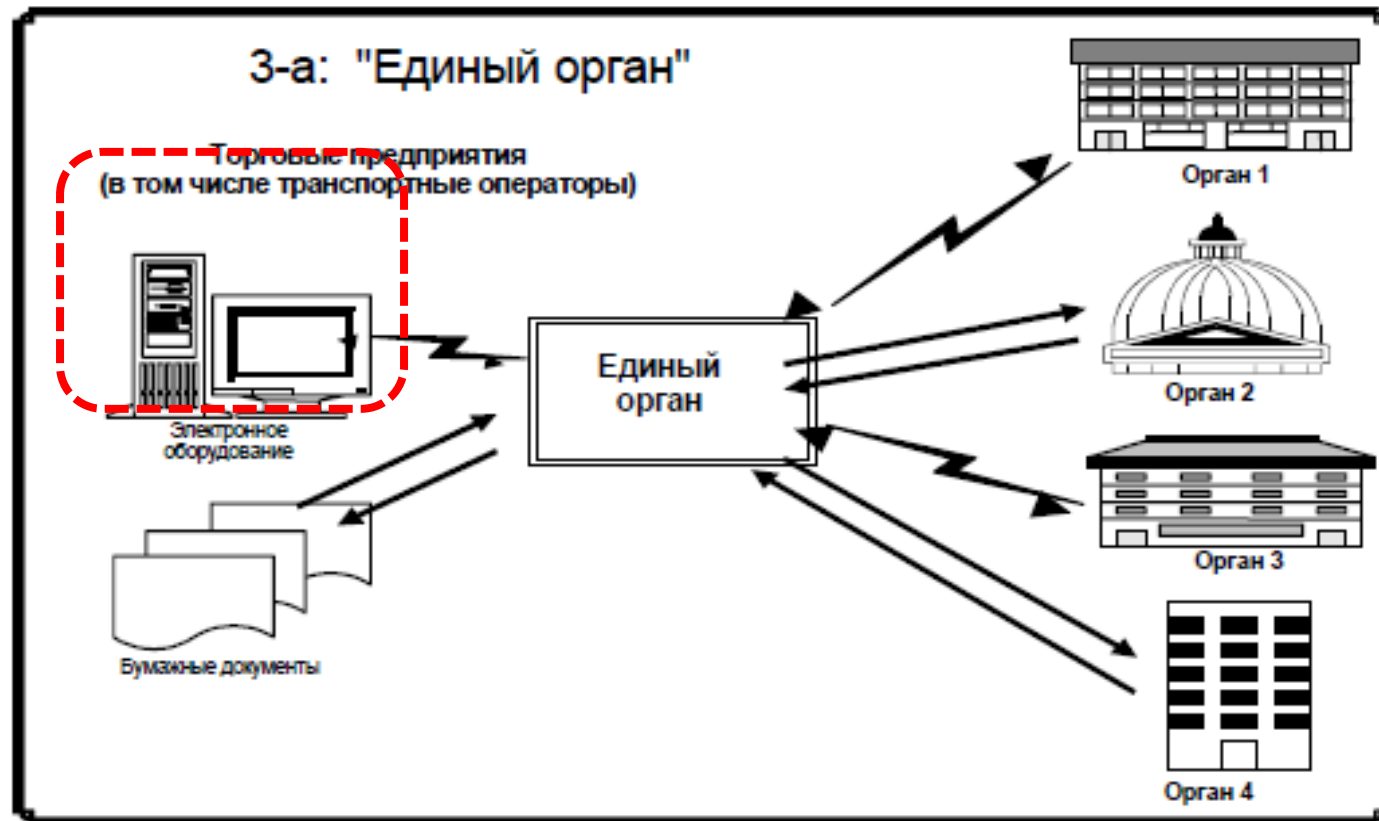 3-а: "Единый орган"
Торговые предприятия
(в том числе транспортные операторы)
Электронное
оборудование
Бумажные документы
Единый
орган
Орган 1
Орган 2
Орган 3
Орган 4